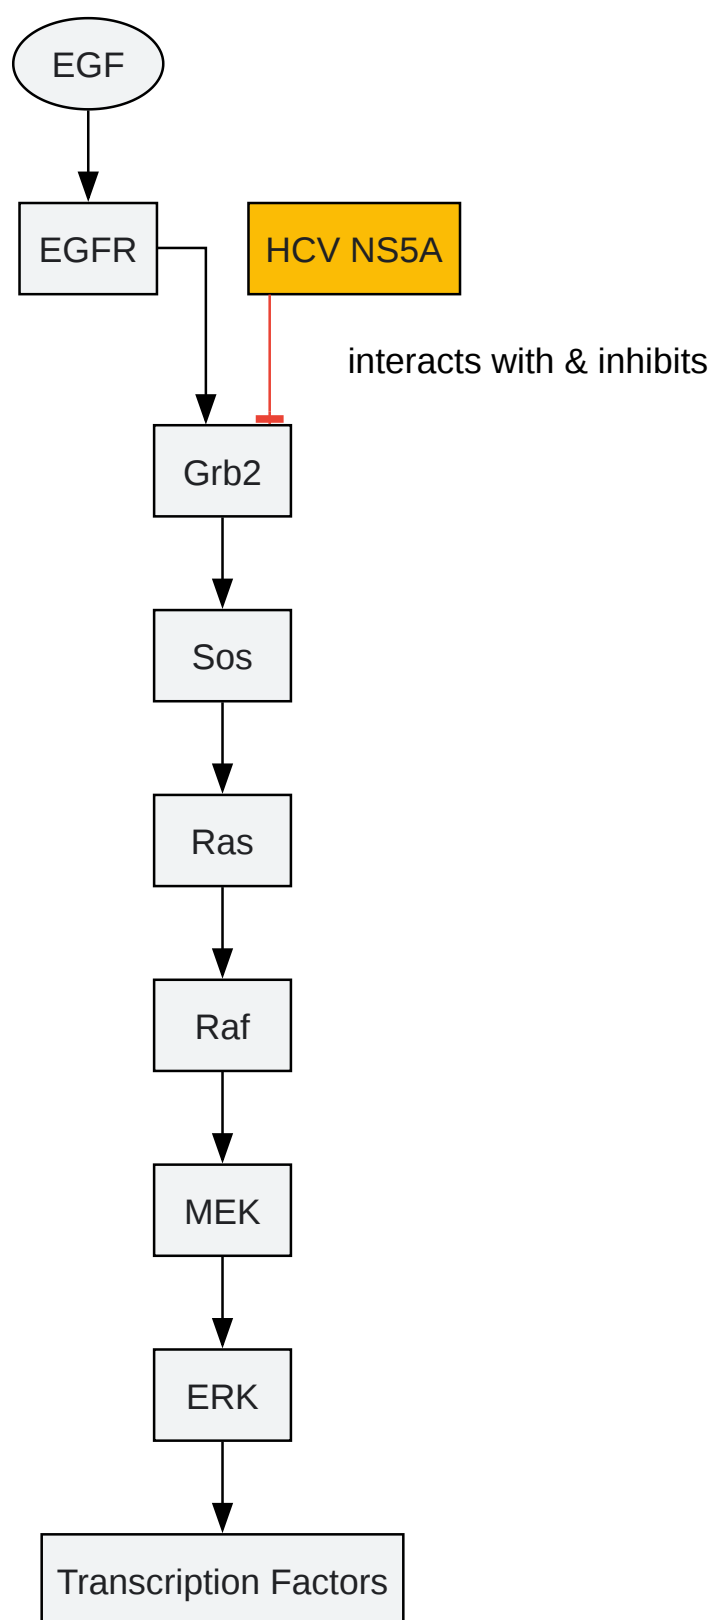 EGF
EGFR
HCV NS5A
interacts with & inhibits
Grb2
Sos
Ras
Raf
MEK
ERK
Transcription Factors